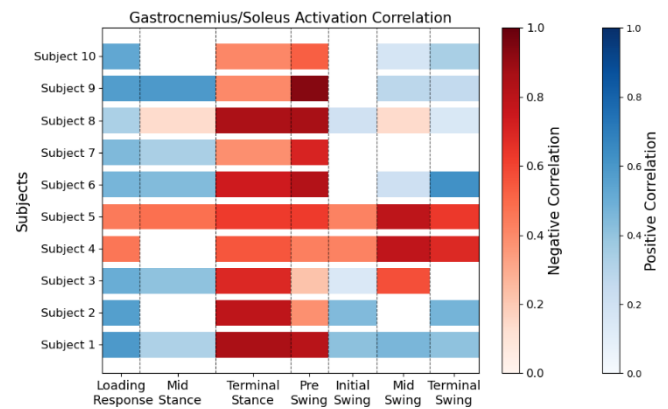 Gastrocnemius/Soleus Activation Correlation
Subjects
Subject 10
Subject 9
Subject 8
Subject 7
Subject 6
Subject 5
Subject 4
Subject 3
Subject 2
Subject 1
Loading Response
Mid Stance
Terminal Stance
Pre Swing
Initial Swing
Mid Swing
Terminal Swing
1.0
0.8
0.6
0.4
0.2
0.0
Negative Correlation
1.0
0.8
0.6
0.4
0.2
0.0
Positive Correlation